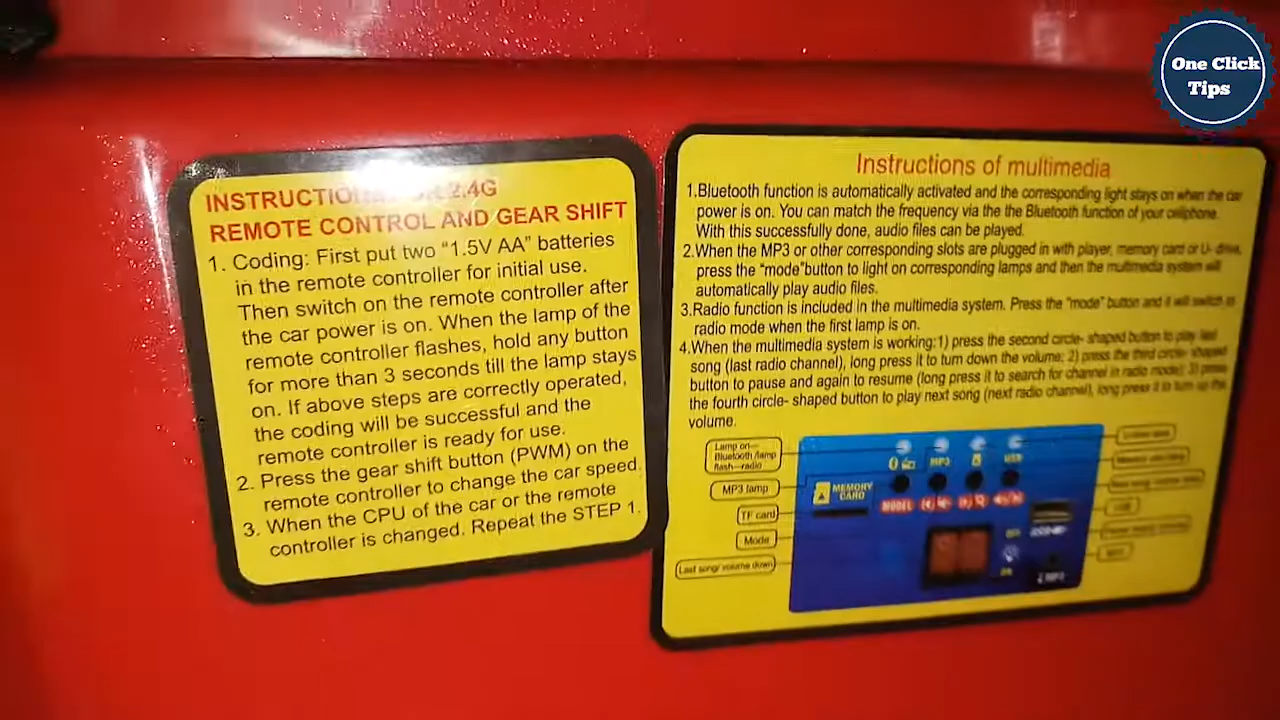 One Click
Tips
INSTRUCTION 2.4G
REMOTE CONTROL AND GEAR SHIFT
1. Coding: First put two "1.5V AA" batteries
in the remote controller for initial use.
Then switch on the remote controller after
the car power is on. When the lamp of the
remote controller flashes, hold any button
for more than 3 seconds till the lamp stays
on. If above steps are correctly operated,
the coding will be successful and the
remote controller is ready for use.
2. Press the gear shift button (PWM) on the
remote controller to change the car speed.
3. When the CPU of the car or the remote
controller is changed. Repeat the STEP 1.
Instructions of multimedia
1.Bluetooth function is automatically activated and the corresponding light stays on when the car
power is on. You can match the frequency via the the Bluetooth function of your cellphone.
With this successfully done, audio files can be played.
2.When the MP3 or other corresponding slots are plugged in with player, memory card or U- drive,
press the "mode"button to light on corresponding lamps and then the multimedia system will
automatically play audio files.
3.Radio function is included in the multimedia system. Press the "mode" button and it will switch to
radio mode when the first lamp is on.
4.When the multimedia system is working:1) press the second circle- shaped button to play last
song (last radio channel), long press it to turn down the volume; 2) press the third circle- shaped
button to pause and again to resume (long press it to search for channel in radio mode); 3) press
the fourth circle- shaped button to play next song (next radio channel), long press it to turn up the
volume.
Lamp on—
Bluetooth /lamp
flash—radio
MP3 lamp
TF card
Mode
Last song/ volume down
MP3
USB
MEMORY
CARD
MODEL
MP3